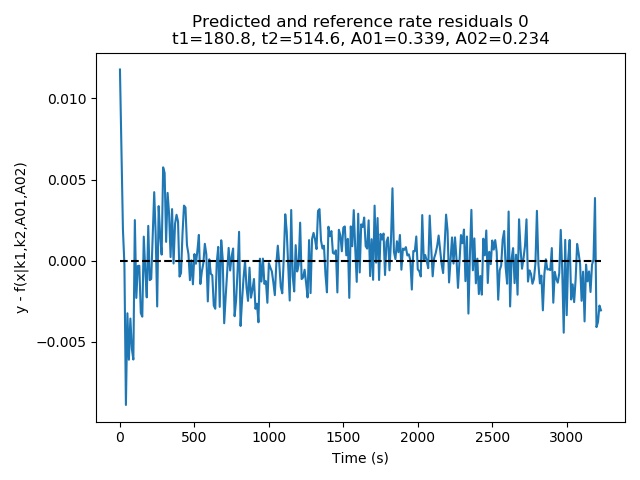 Predicted and reference rate residuals 0
t1=180.8, t2=514.6, A01=0.339, A02=0.234
y - f(x|k1,k2,A01,A02)
0.010
0.005
0.000
−0.005
0 500 1000 1500 2000 2500 3000
Time (s)